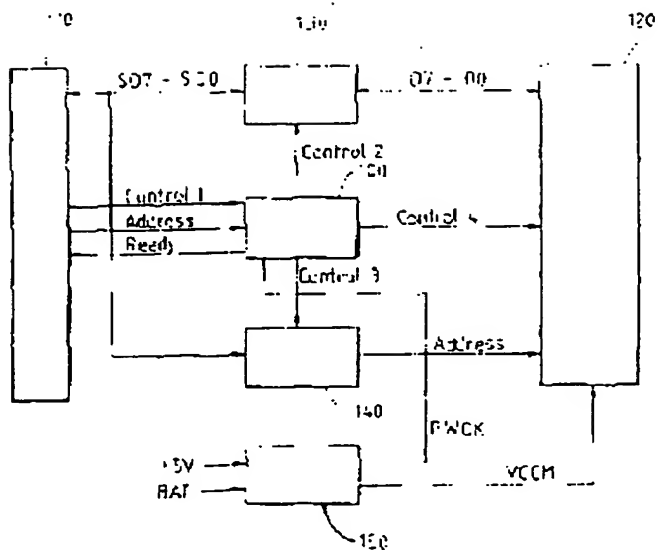 130 120
SD7 - SD0 D7 - D0
Control 2
Control 1
Address Control 4
Ready
Control 3
Address
140
+5V
BAT VCCM
150